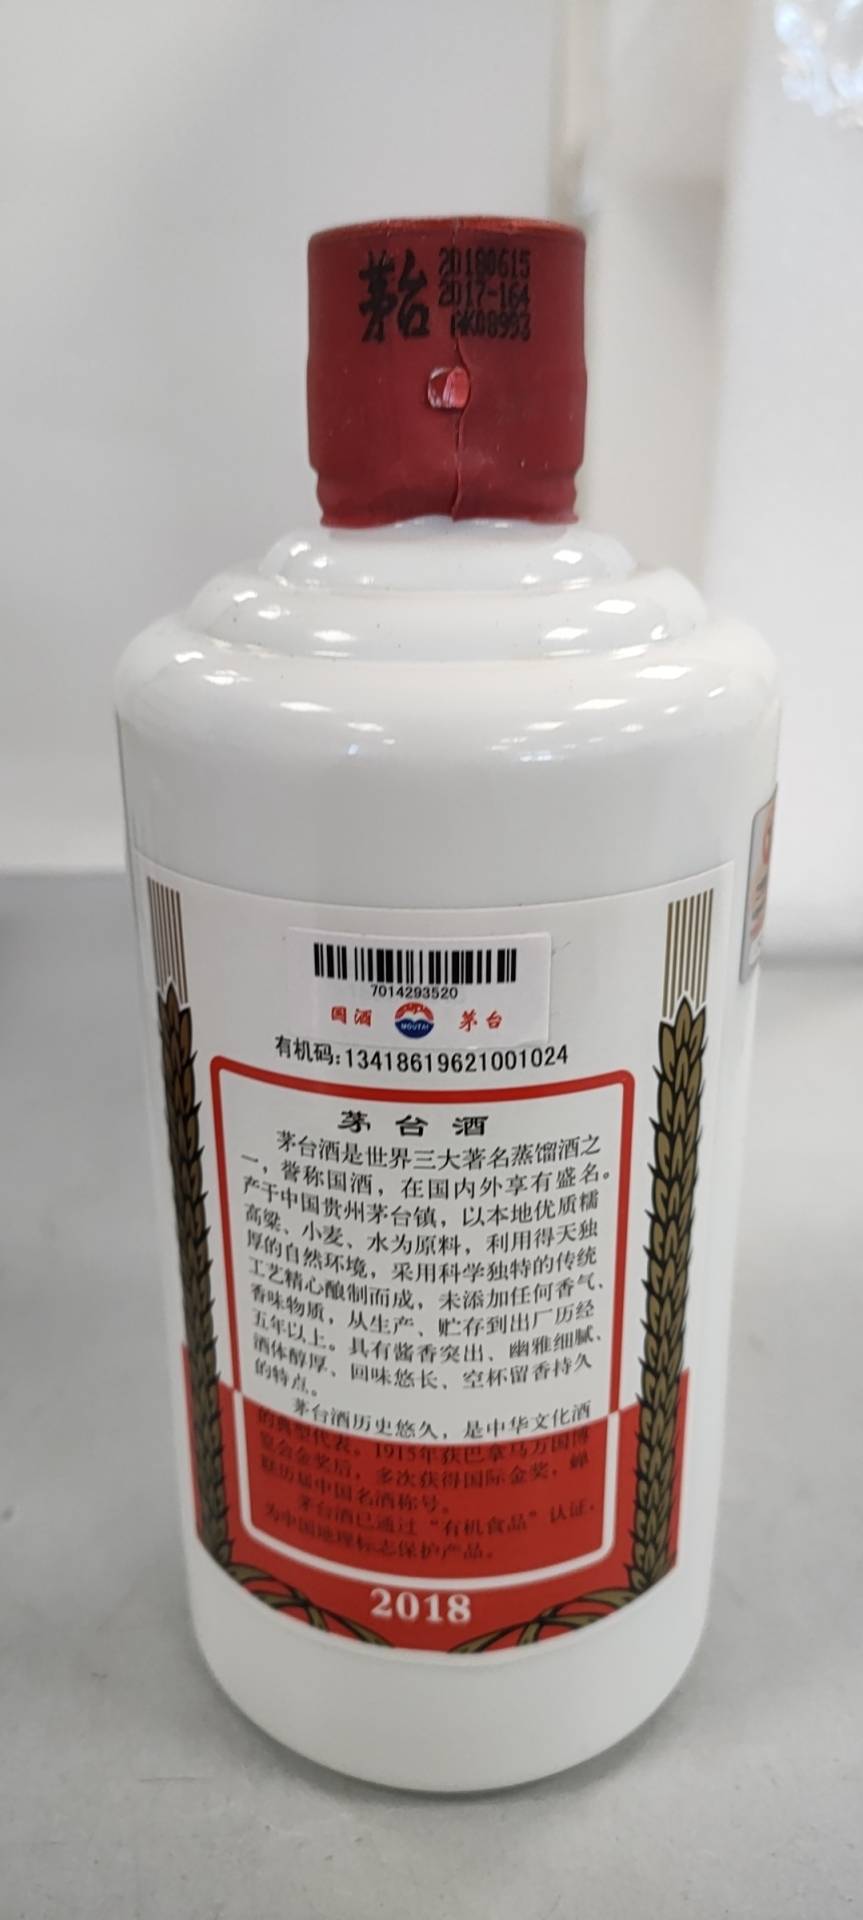 茅台
20180615
2017-164
AK08993
7014293520
国酒 MOUTAI 茅台
有机码:13418619621001024
茅台酒
茅台酒是世界三大著名蒸馏酒之
一，誉称国酒，在国内外享有盛名。
产于中国贵州茅台镇，以本地优质糯
高粱、小麦、水为原料，利用得天独
厚的自然环境，采用科学独特的传统
工艺精心酿制而成，未添加任何香气、
香味物质，从生产、贮存到出厂历经
五年以上。具有酱香突出、幽雅细腻、
酒体醇厚、回味悠长、空杯留香持久
的特点。
茅台酒历史悠久，是中华文化酒
的典型代表。1915年获巴拿马万国博
览会金奖后，多次获得国际金奖，蝉
联历届中国名酒称号。
茅台酒已通过“有机食品”认证，
为中国地理标志保护产品。
2018